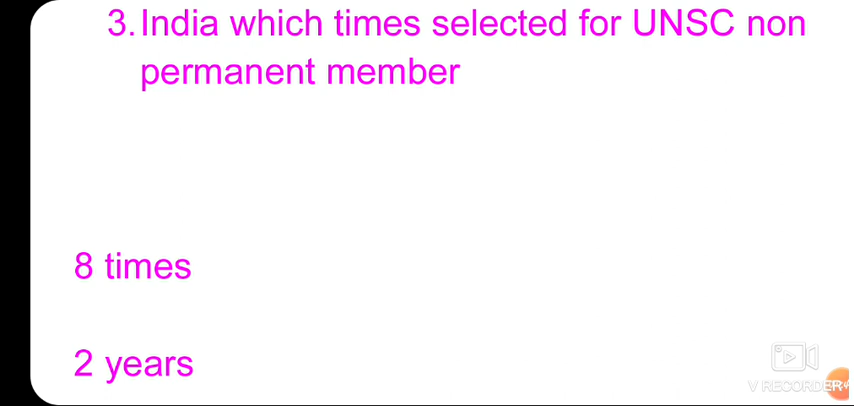 3. India which times selected for UNSC non
permanent member
8 times
2 years
V RECORDER